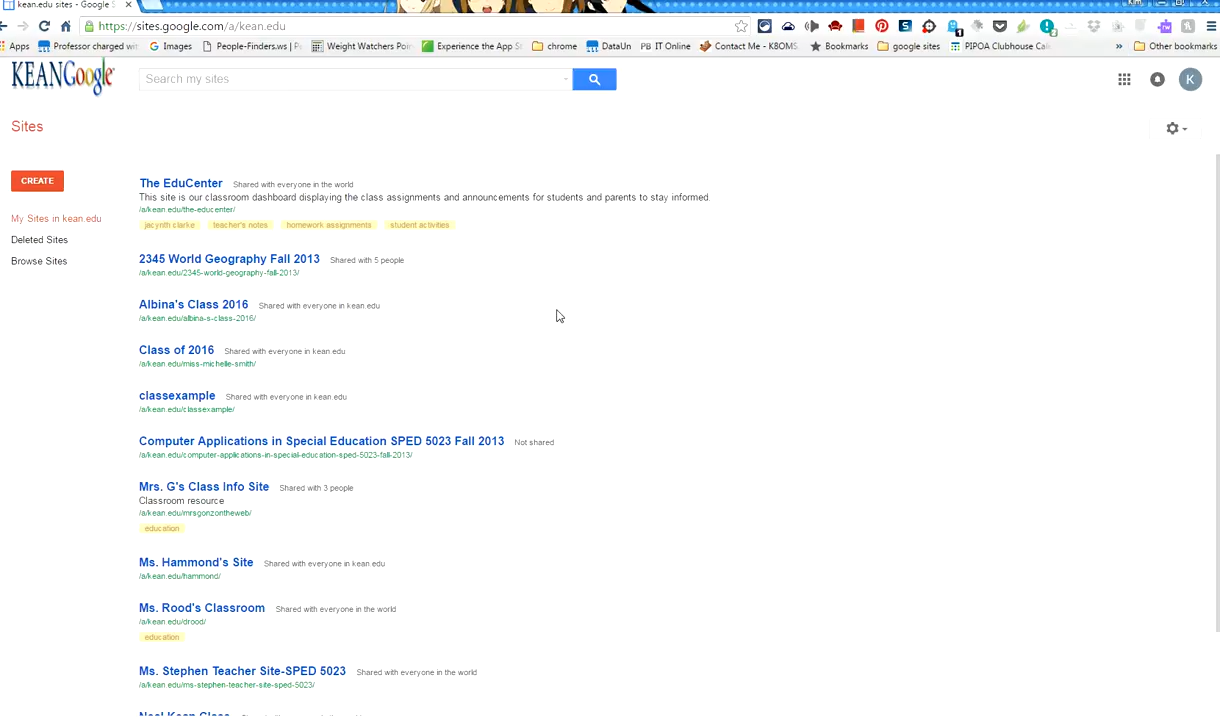 kean.edu sites - Google S
Kim
https://sites.google.com/a/kean.edu
Apps Professor charged wit Images People-Finders.ws | P Weight Watchers Poin Experience the App St chrome DataUn PB IT Online Contact Me - K8OMS Bookmarks google sites PIPOA Clubhouse Cal » Other bookmarks
KEANGoogle
Search my sites
K
Sites
CREATE
My Sites in kean.edu
Deleted Sites
Browse Sites
The EduCenter Shared with everyone in the world
This site is our classroom dashboard displaying the class assignments and announcements for students and parents to stay informed.
/a/kean.edu/the-educenter/
jacynth clarke teacher's notes homework assignments student activities
2345 World Geography Fall 2013 Shared with 5 people
/a/kean.edu/2345-world-geography-fall-2013/
Albina's Class 2016 Shared with everyone in kean.edu
/a/kean.edu/albina-s-class-2016/
Class of 2016 Shared with everyone in kean.edu
/a/kean.edu/miss-michelle-smith/
classexample Shared with everyone in kean.edu
/a/kean.edu/classexample/
Computer Applications in Special Education SPED 5023 Fall 2013 Not shared
/a/kean.edu/computer-applications-in-special-education-sped-5023-fall-2013/
Mrs. G's Class Info Site Shared with 3 people
Classroom resource
/a/kean.edu/mrsgonzontheweb/
education
Ms. Hammond's Site Shared with everyone in kean.edu
/a/kean.edu/hammond/
Ms. Rood's Classroom Shared with everyone in the world
/a/kean.edu/drood/
education
Ms. Stephen Teacher Site-SPED 5023 Shared with everyone in the world
/a/kean.edu/ms-stephen-teacher-site-sped-5023/